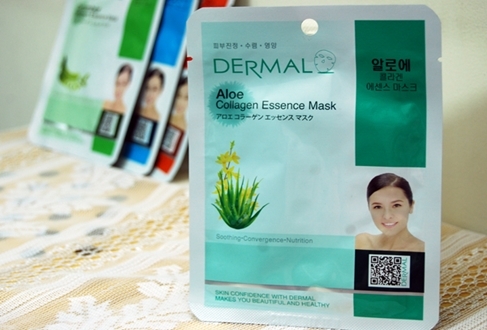 피부진정 · 수렴 · 영양
DERMAL
Aloe
Collagen Essence Mask
アロエ コラーゲン エッセンス マスク
알로에
콜라겐
에센스 마스크
Soothing·Convergence·Nutrition
DERMAL
SKIN CONFIDENCE WITH DERMAL
MAKES YOU BEAUTIFUL AND HEALTHY